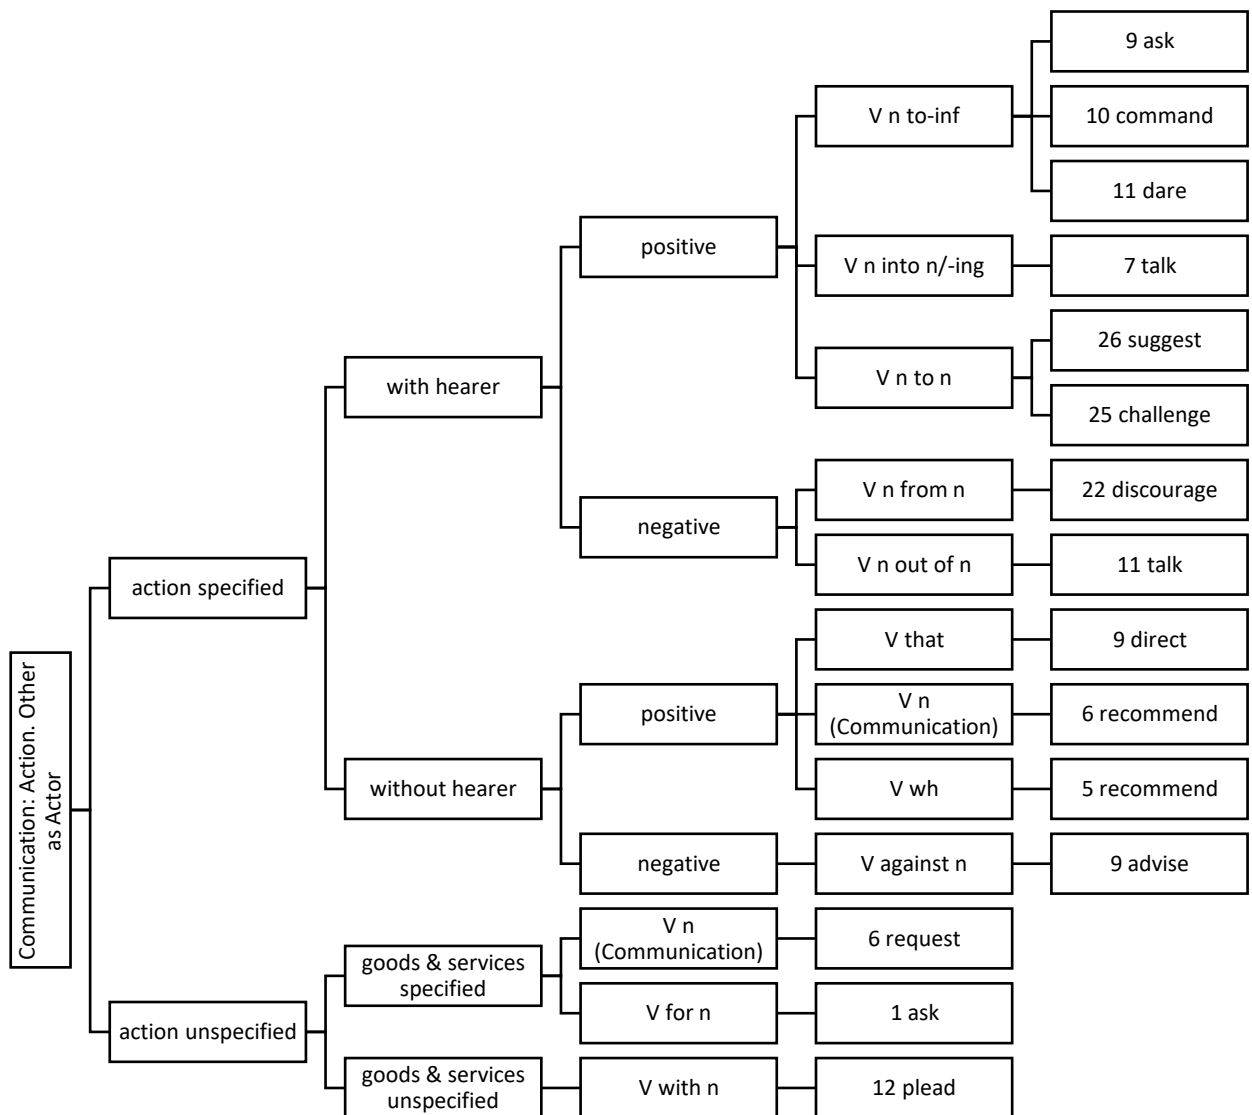 9 ask
V n to-inf
10 command
11 dare
positive
V n into n/-ing
7 talk
26 suggest
with hearer
V n to n
25 challenge
V n from n
22 discourage
negative
V n out of n
11 talk
action specified
V that
9 direct
Communication: Action. Other
as Actor
positive
V n
(Communication)
6 recommend
without hearer
V wh
5 recommend
negative
V against n
9 advise
V n
(Communication)
6 request
goods & services
specified
V for n
1 ask
action unspecified
goods & services
unspecified
V with n
12 plead